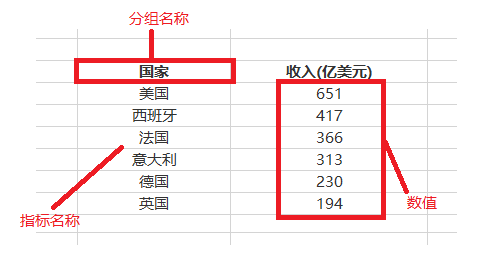 分组名称
国家 收入(亿美元)
美国 651
西班牙 417
法国 366
意大利 313
德国 230
英国 194
数值
指标名称